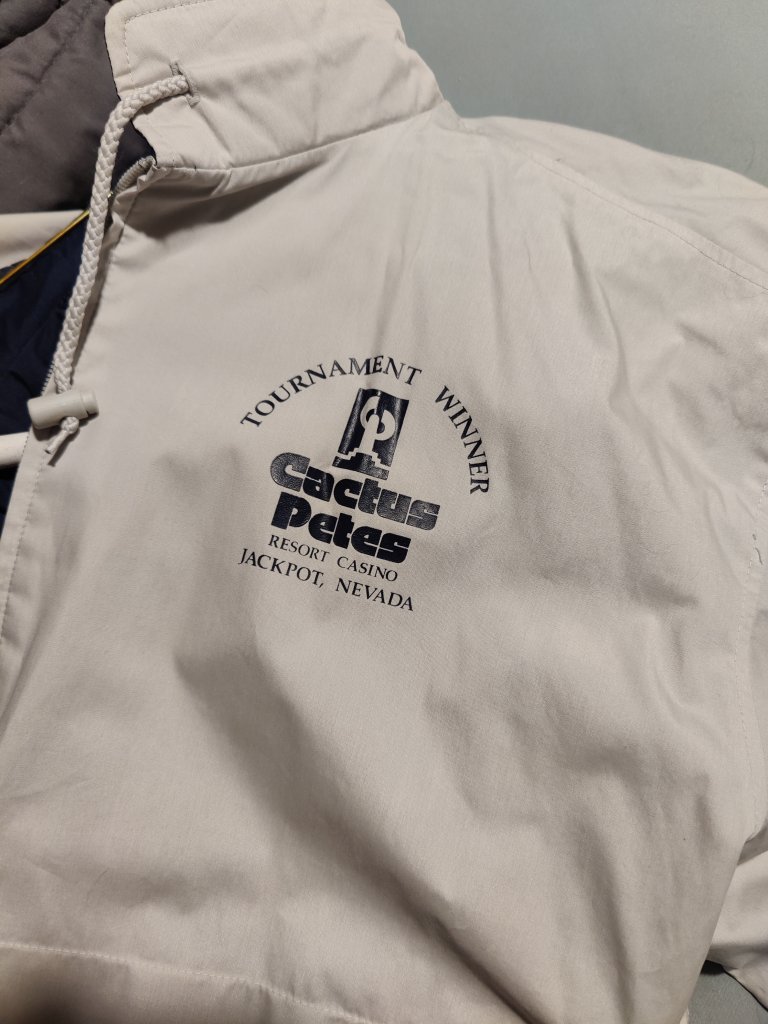 TOURNAMENT WINNER
Cactus
Petes
RESORT CASINO
JACKPOT, NEVADA